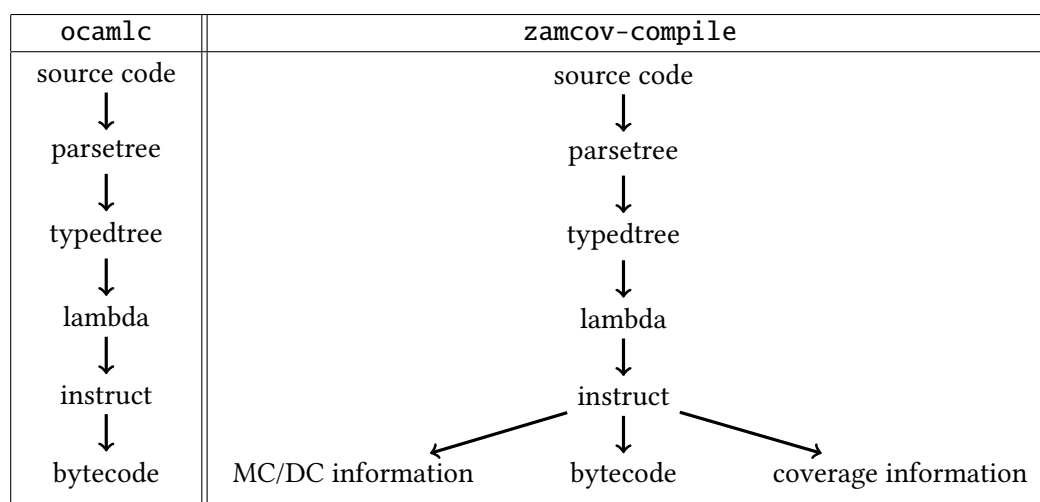 ocamlc zamcov-compile
source code source code
parsetree parsetree
typedtree typedtree
lambda lambda
instruct instruct
bytecode MC/DC information bytecode coverage information